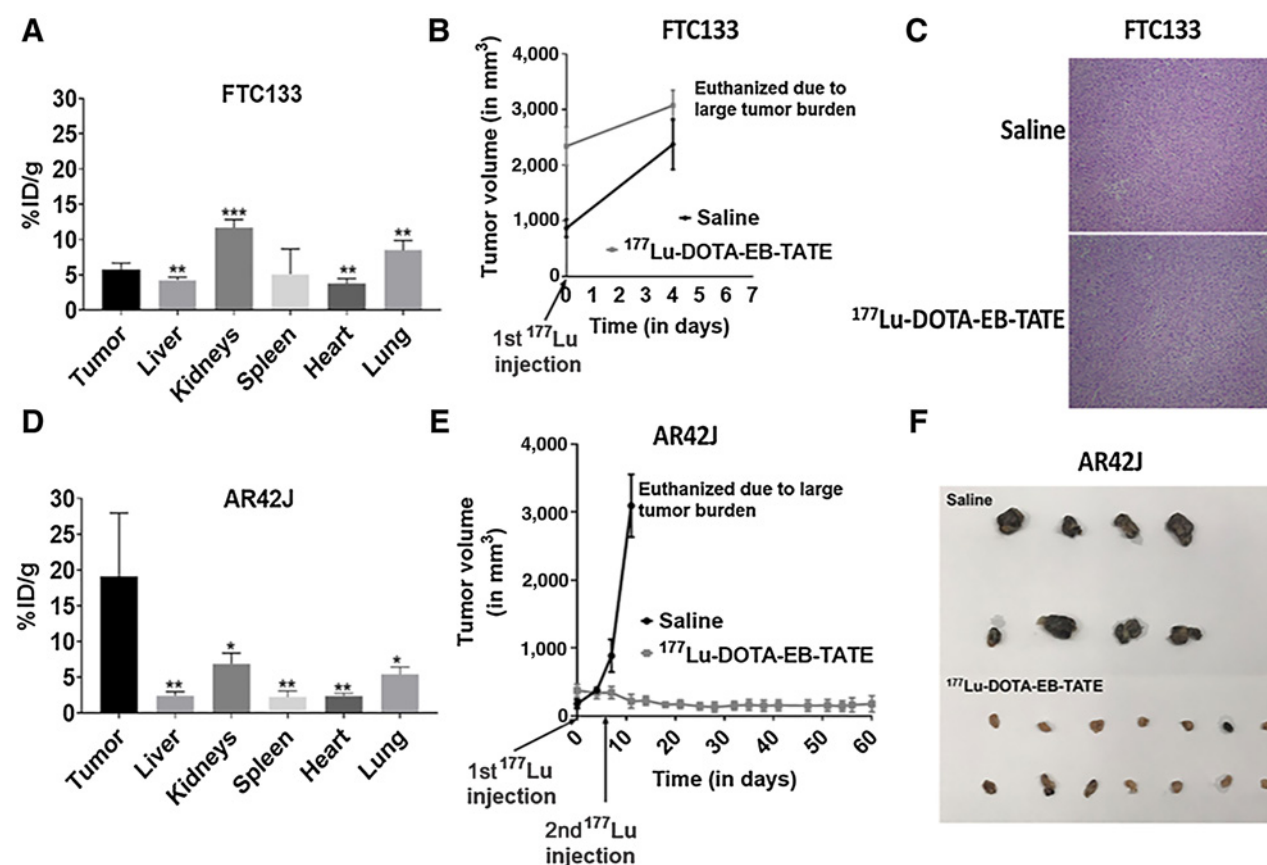 A
FTC133
%ID/g
30
25
20
15
10
5
0
**
***
**
**
Tumor
Liver
Kidneys
Spleen
Heart
Lung
B
FTC133
Tumor volume (in mm³)
4,000
3,000
2,000
1,000
0
Euthanized due to
large tumor burden
Saline
¹⁷⁷Lu-DOTA-EB-TATE
0 1 2 3 4 5 6 7
Time (in days)
1st ¹⁷⁷Lu
injection
C
FTC133
Saline
¹⁷⁷Lu-DOTA-EB-TATE
D
AR42J
%ID/g
30
25
20
15
10
5
0
**
*
**
**
*
Tumor
Liver
Kidneys
Spleen
Heart
Lung
E
AR42J
Tumor volume
(in mm³)
4,000
3,000
2,000
1,000
0
Euthanized due to large
tumor burden
Saline
¹⁷⁷Lu-DOTA-EB-TATE
0 10 20 30 40 50 60
Time (in days)
1st ¹⁷⁷Lu
injection
2nd ¹⁷⁷Lu
injection
F
AR42J
Saline
¹⁷⁷Lu-DOTA-EB-TATE